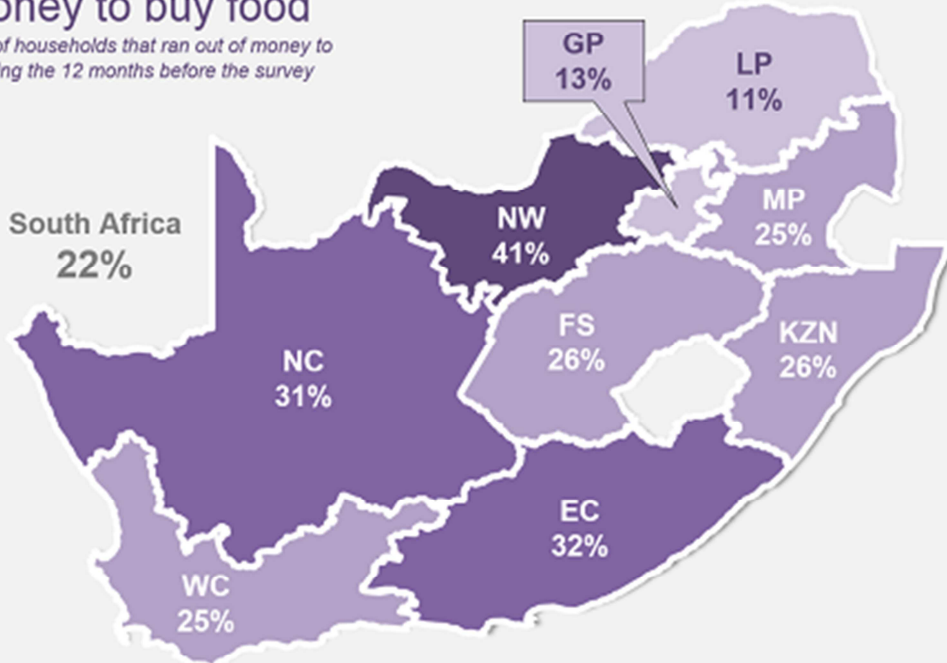 to buy food
of households that ran out of money to
the 12 months before the survey
GP
13%
LP
11%
South Africa
22%
NW
41%
MP
25%
NC
31%
FS
26%
KZN
26%
EC
32%
WC
25%